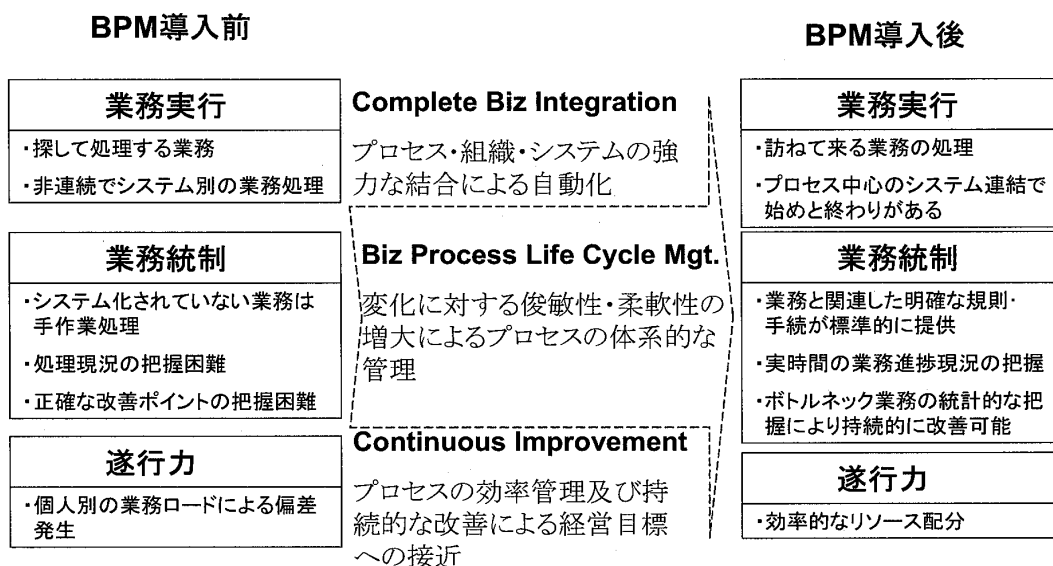 BPM導入前
業務実行
・探して処理する業務
・非連続でシステム別の業務処理
業務統制
・システム化されていない業務は
手作業処理
・処理現況の把握困難
・正確な改善ポイントの把握困難
遂行力
・個人別の業務ロードによる偏差
発生
Complete Biz Integration
プロセス・組織・システムの強
力な結合による自動化
Biz Process Life Cycle Mgt.
変化に対する俊敏性・柔軟性の
増大によるプロセスの体系的な
管理
Continuous Improvement
プロセスの効率管理及び持
続的な改善による経営目標
への接近
BPM導入後
業務実行
・訪ねて来る業務の処理
・プロセス中心のシステム連結で
始めと終わりがある
業務統制
・業務と関連した明確な規則・
手続が標準的に提供
・実時間の業務進捗現況の把握
・ボトルネック業務の統計的な把
握により持続的に改善可能
遂行力
・効率的なリソース配分